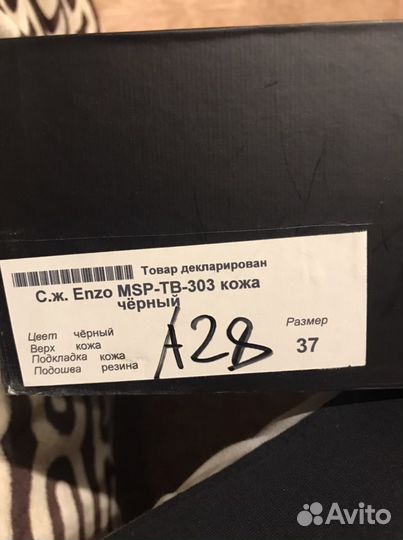 Товар декларирован
С.ж. Enzo MSP-TB-303 кожа
чёрный
Цвет чёрный
Верх кожа
Подкладка кожа
Подошва резина
A28
Размер
37
Avito